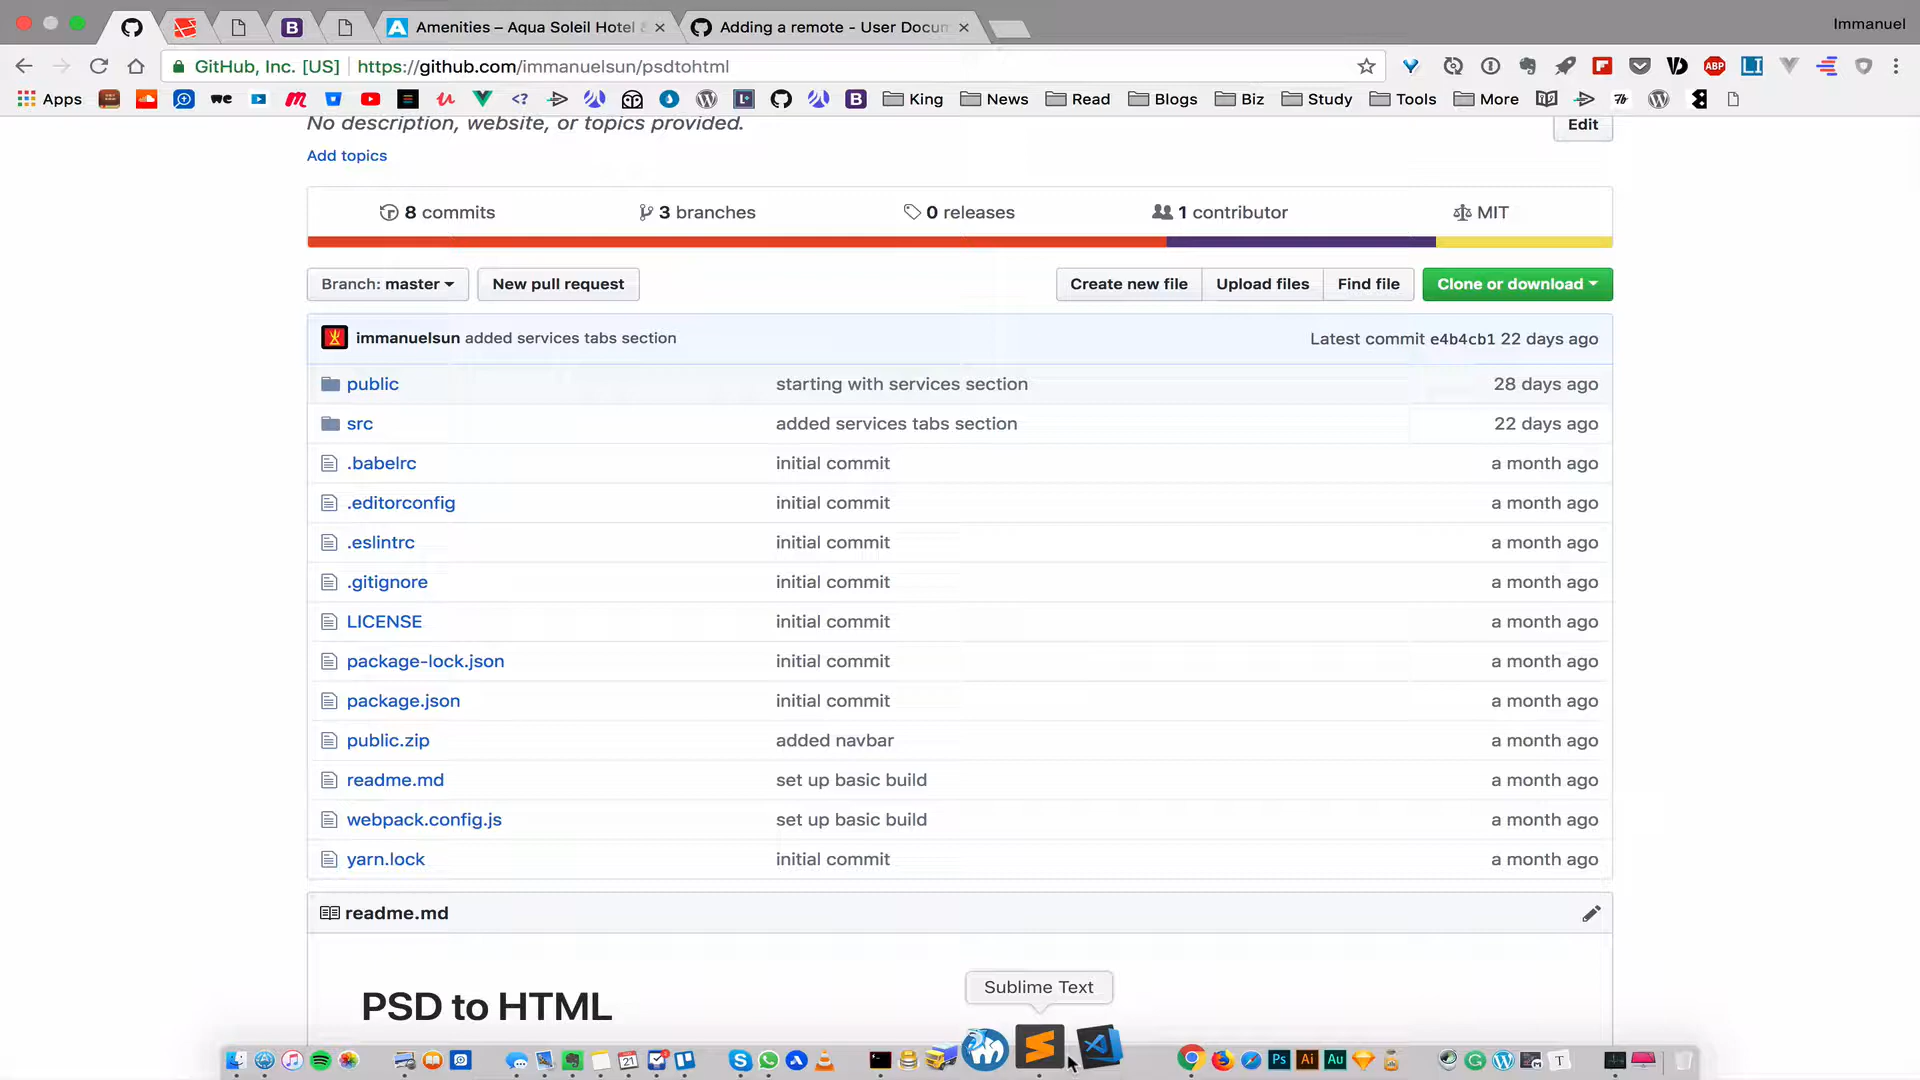 Immanuel
Amenities – Aqua Soleil Hotel
Adding a remote - User Docum
GitHub, Inc. [US]
https://github.com/immanuelsun/psdtohtml
Apps
King
News
Read
Blogs
Biz
Study
Tools
More
No description, website, or topics provided.
Edit
Add topics
8 commits
3 branches
0 releases
1 contributor
MIT
Branch: master
New pull request
Create new file
Upload files
Find file
Clone or download
immanuelsun added services tabs section
Latest commit e4b4cb1 22 days ago
public
starting with services section
28 days ago
src
added services tabs section
22 days ago
.babelrc
initial commit
a month ago
.editorconfig
initial commit
a month ago
.eslintrc
initial commit
a month ago
.gitignore
initial commit
a month ago
LICENSE
initial commit
a month ago
package-lock.json
initial commit
a month ago
package.json
initial commit
a month ago
public.zip
added navbar
a month ago
readme.md
set up basic build
a month ago
webpack.config.js
set up basic build
a month ago
yarn.lock
initial commit
a month ago
readme.md
PSD to HTML
Sublime Text